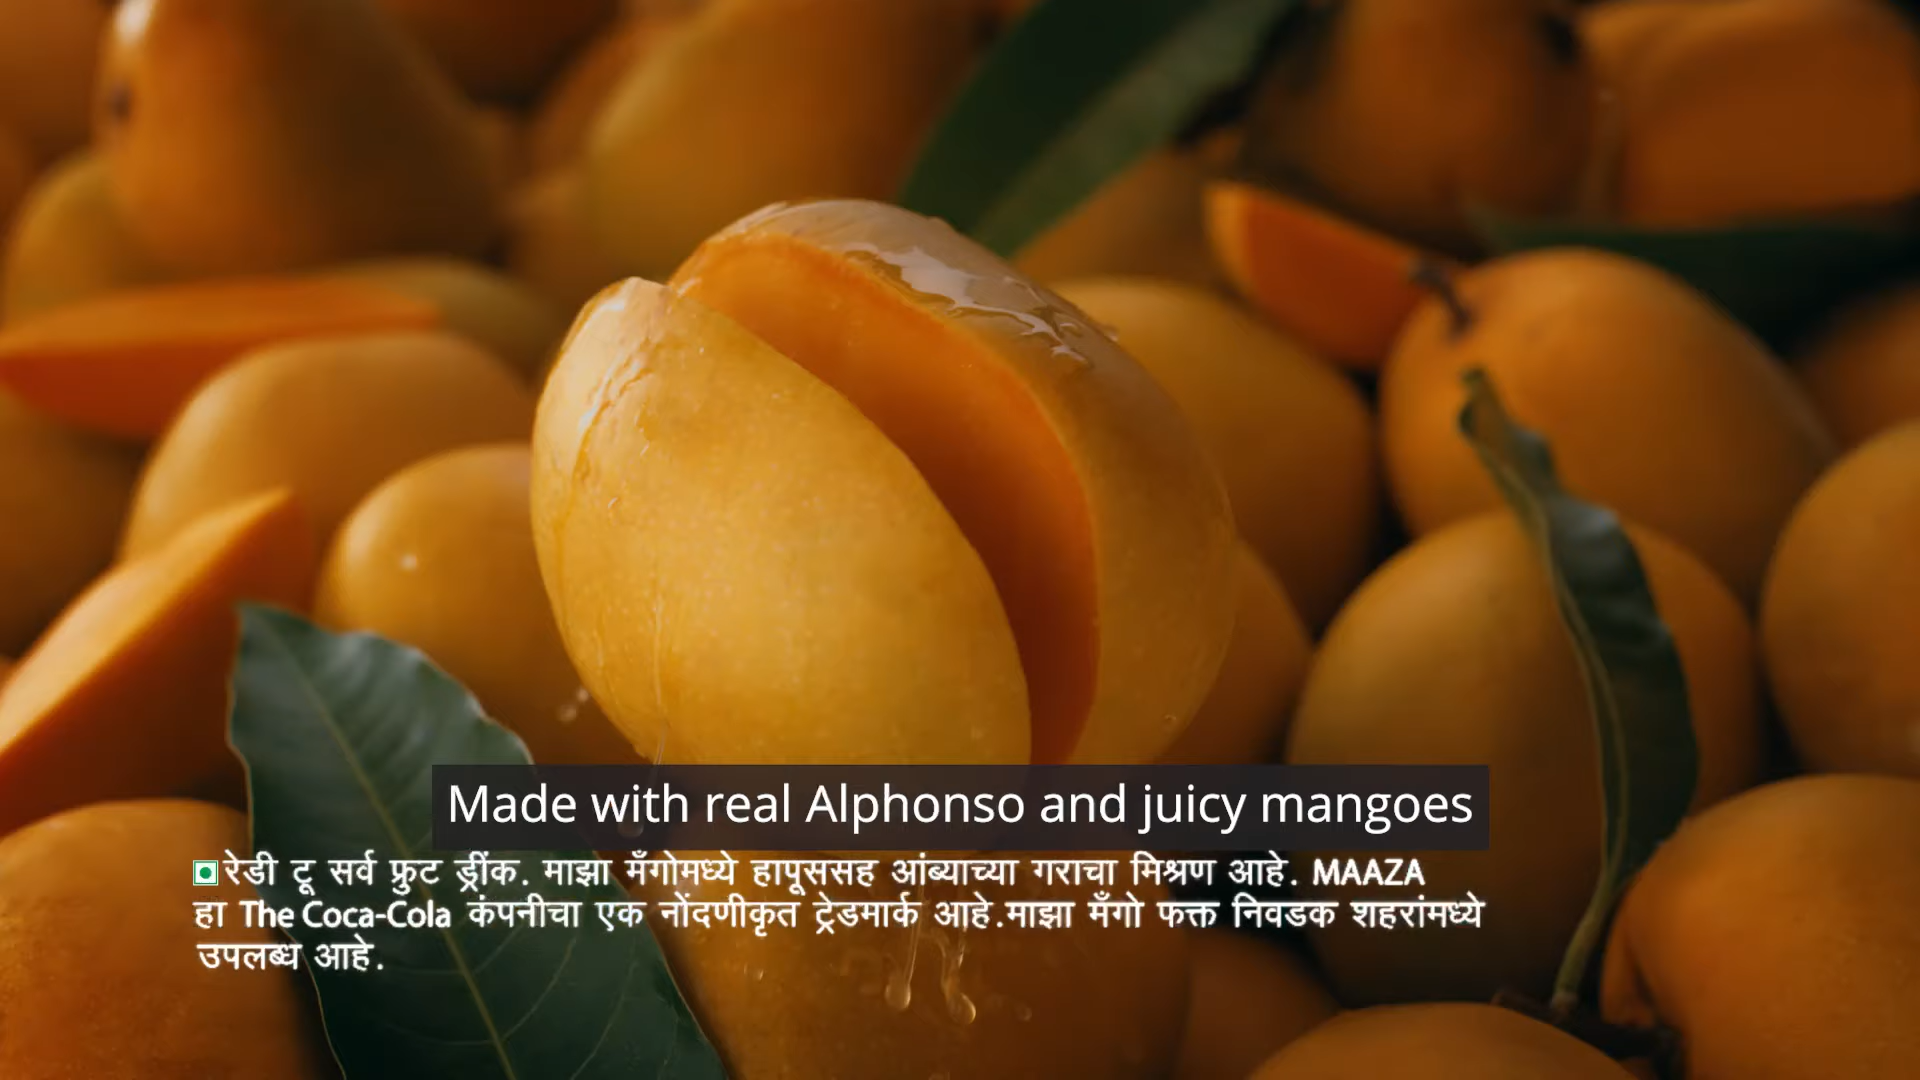 Made with real Alphonso and juicy mangoes
रेडी टू सर्व फ्रुट ड्रींक. माझा मँगोमध्ये हापूससह आंब्याच्या गराचा मिश्रण आहे. MAAZA
हा The Coca-Cola कंपनीचा एक नोंदणीकृत ट्रेडमार्क आहे.माझा मँगो फक्त निवडक शहरांमध्ये
उपलब्ध आहे.